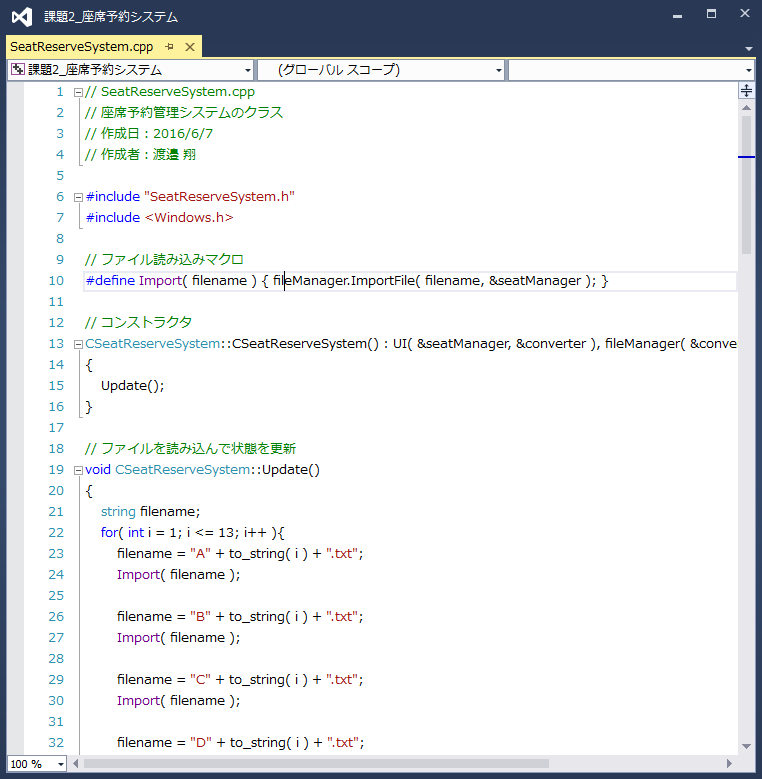 課題2_座席予約システム
SeatReserveSystem.cpp
課題2_座席予約システム (グローバル スコープ)
1 // SeatReserveSystem.cpp
2 // 座席予約管理システムのクラス
3 // 作成日：2016/6/7
4 // 作成者：渡邉 翔
5
6 #include "SeatReserveSystem.h"
7 #include <Windows.h>
8
9 // ファイル読み込みマクロ
10 #define Import( filename ) { fileManager.ImportFile( filename, &seatManager ); }
11
12 // コンストラクタ
13 CSeatReserveSystem::CSeatReserveSystem() : UI( &seatManager, &converter ), fileManager( &conve
14 {
15 Update();
16 }
17
18 // ファイルを読み込んで状態を更新
19 void CSeatReserveSystem::Update()
20 {
21 string filename;
22 for( int i = 1; i <= 13; i++ ){
23 filename = "A" + to_string( i ) + ".txt";
24 Import( filename );
25
26 filename = "B" + to_string( i ) + ".txt";
27 Import( filename );
28
29 filename = "C" + to_string( i ) + ".txt";
30 Import( filename );
31
32 filename = "D" + to_string( i ) + ".txt";
100 %